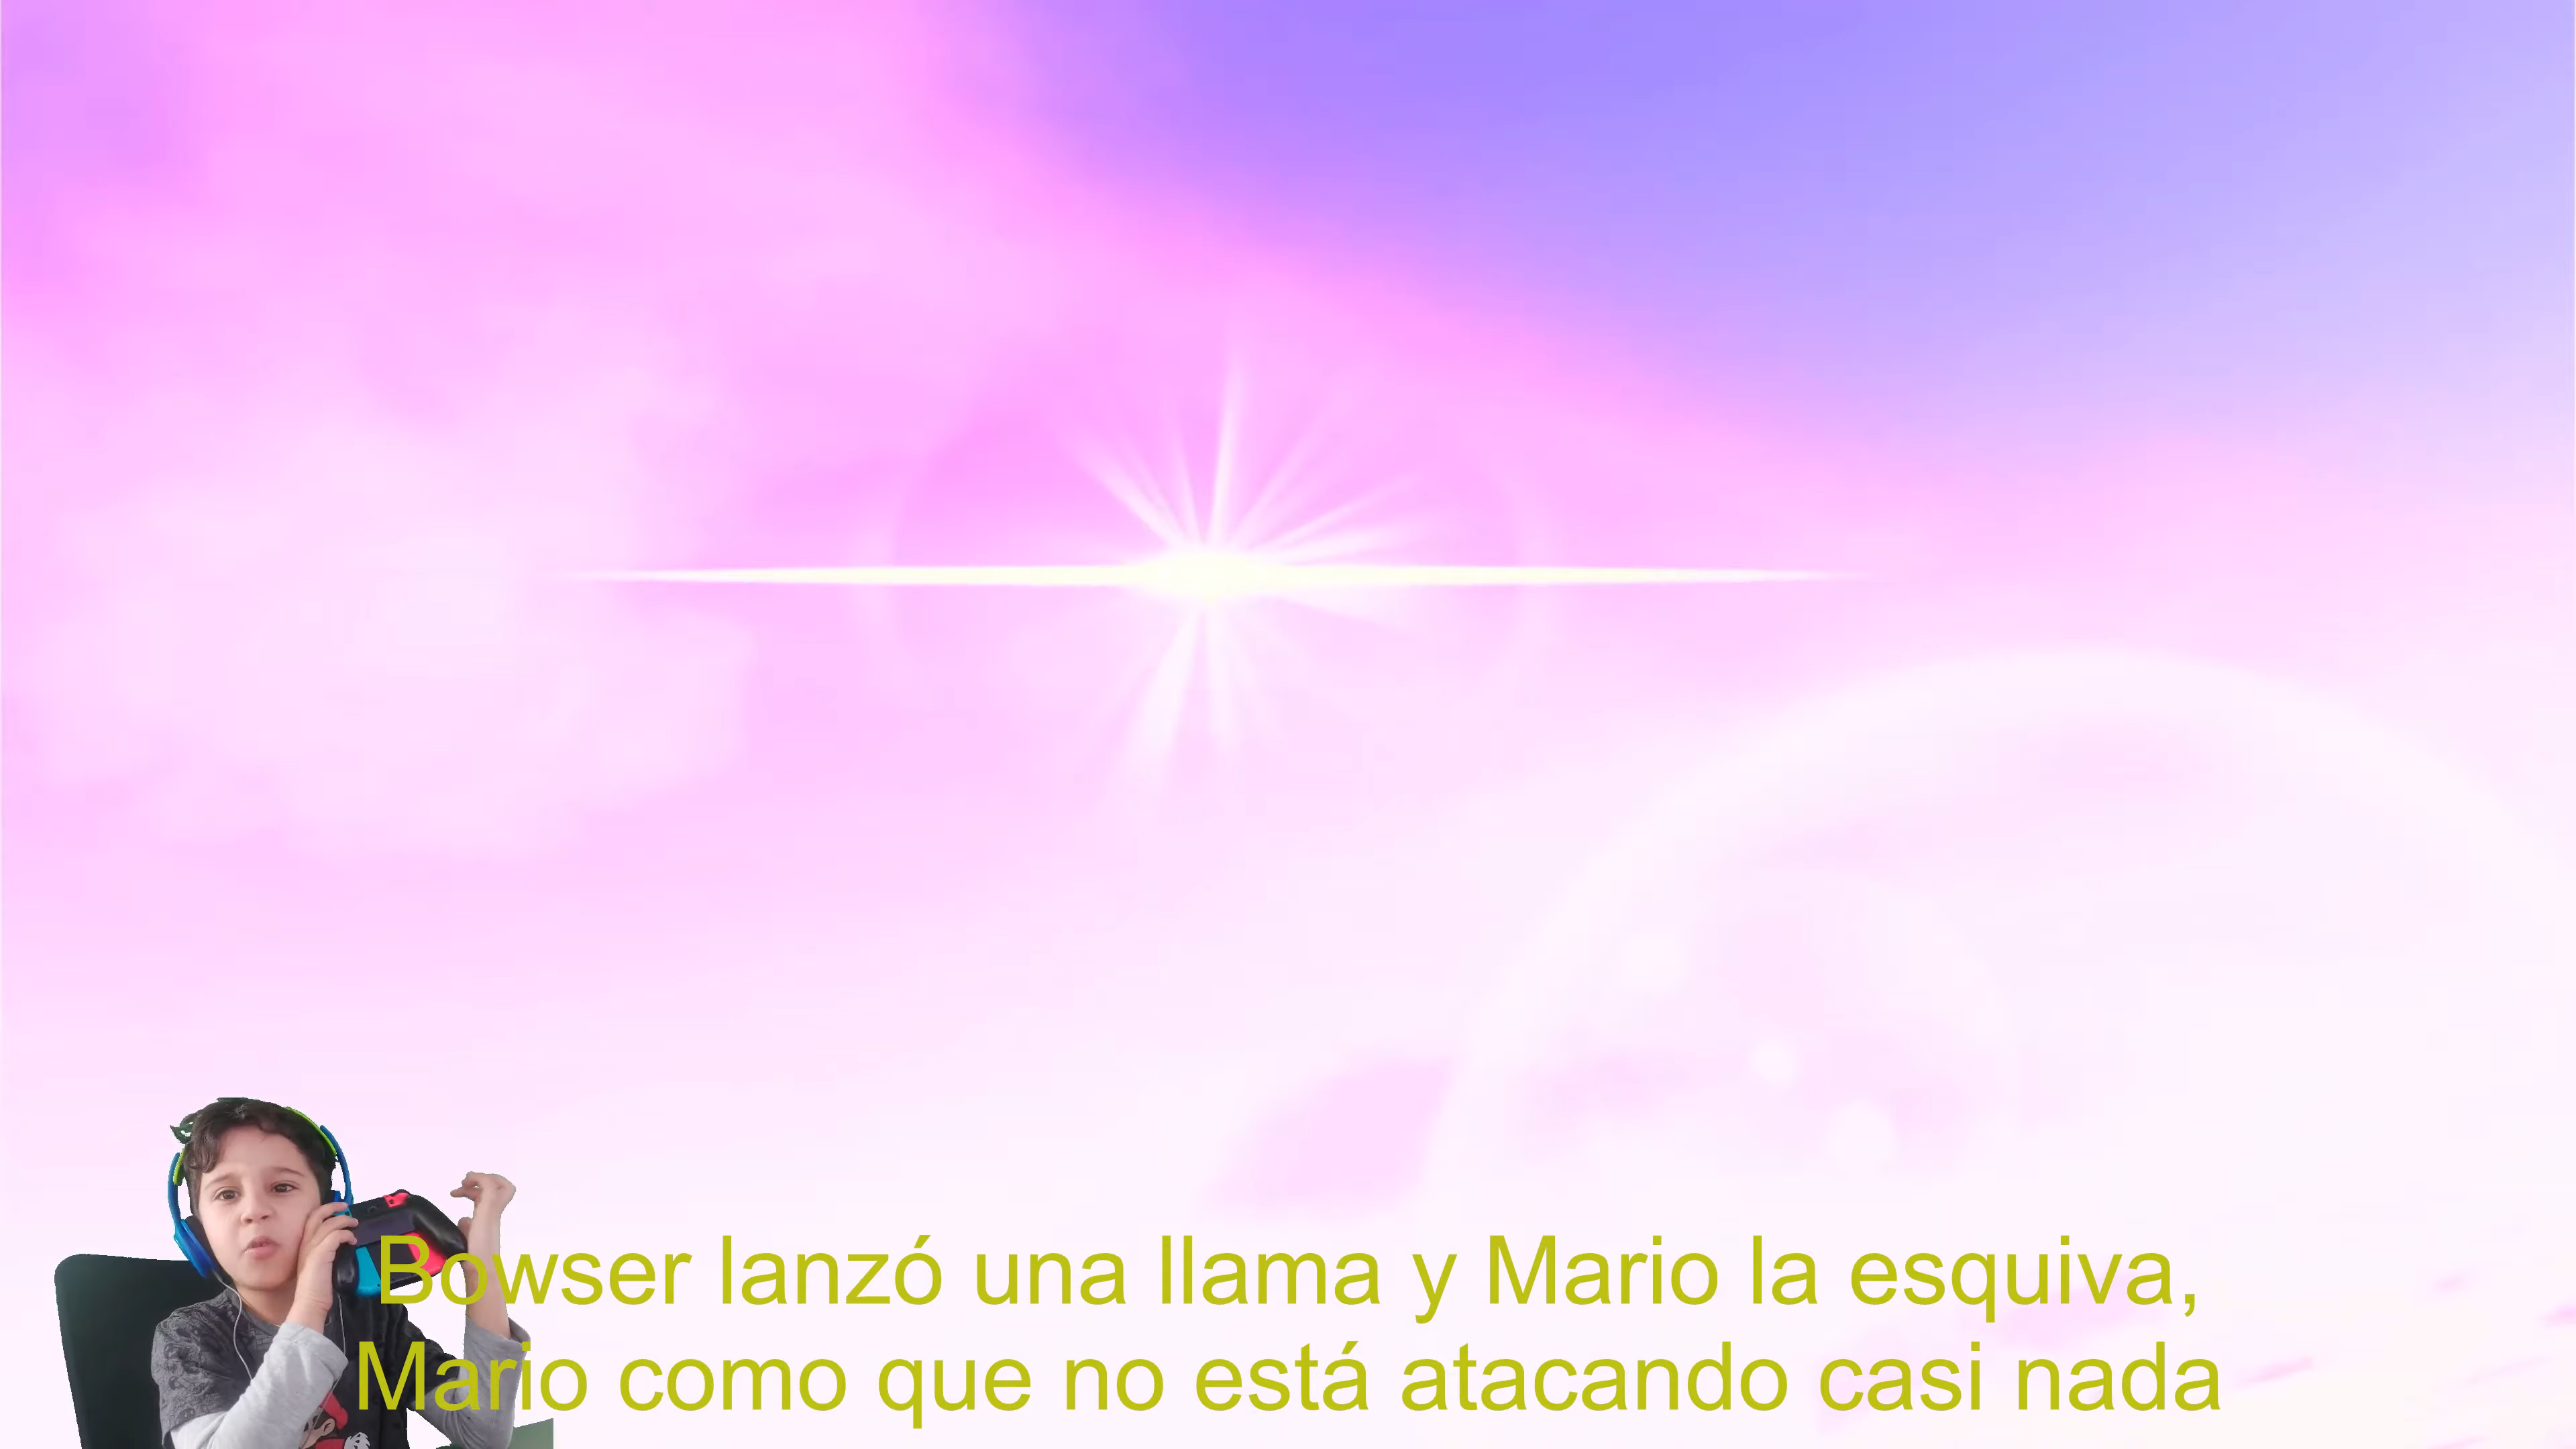 Bowser lanzó una llama y Mario la esquiva,
Mario como que no está atacando casi nada